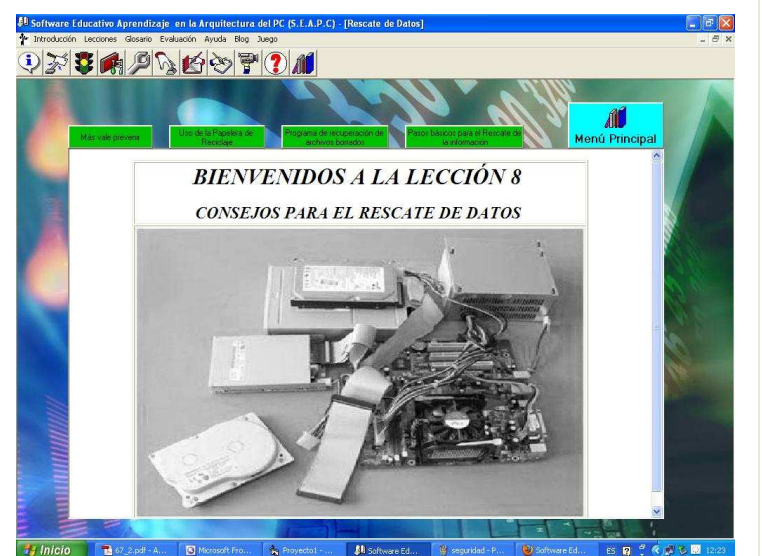 Software Educativo Aprendizaje en la Arquitectura del PC (S.E.A.P.C) - [Rescate de Datos]
Introducción Lecciones Glosario Evaluación Ayuda Blog Juego
Más vale prevenir
Uso de la Papelera de
Reciclaje
Programa de recuperación de
archivos borrados
Pasos básicos para el Rescate de
la información
Menú Principal
BIENVENIDOS A LA LECCIÓN 8
CONSEJOS PARA EL RESCATE DE DATOS
Inicio 67_2.pdf - A... Microsoft Fro... Proyecto1 - ... Software Ed... seguridad - P... Software Ed... ES 12:23